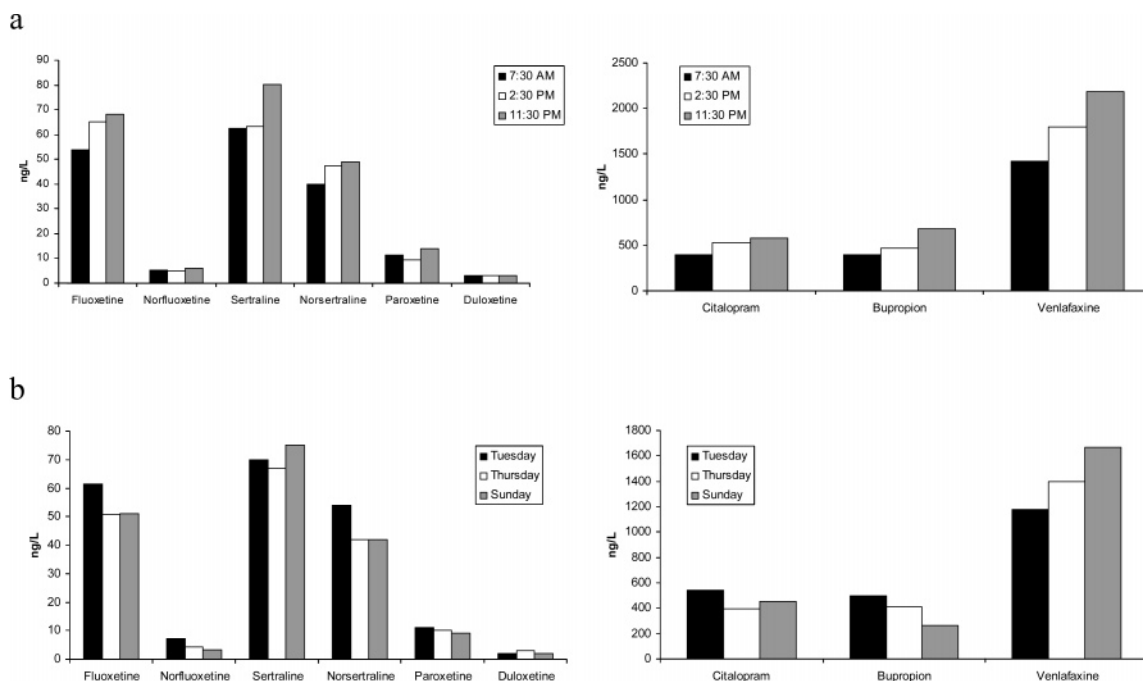 a
90
80
70
60
50
40
30
20
10
0
ng/L
7:30 AM
2:30 PM
11:30 PM
Fluoxetine Norfluoxetine Sertraline Norsertraline Paroxetine Duloxetine
2500
2000
1500
1000
500
0
ng/L
7:30 AM
2:30 PM
11:30 PM
Citalopram Bupropion Venlafaxine
b
80
70
60
50
40
30
20
10
0
ng/L
Tuesday
Thursday
Sunday
Fluoxetine Norfluoxetine Sertraline Norsertraline Paroxetine Duloxetine
1800
1600
1400
1200
1000
800
600
400
200
0
ng/L
Tuesday
Thursday
Sunday
Citalopram Bupropion Venlafaxine